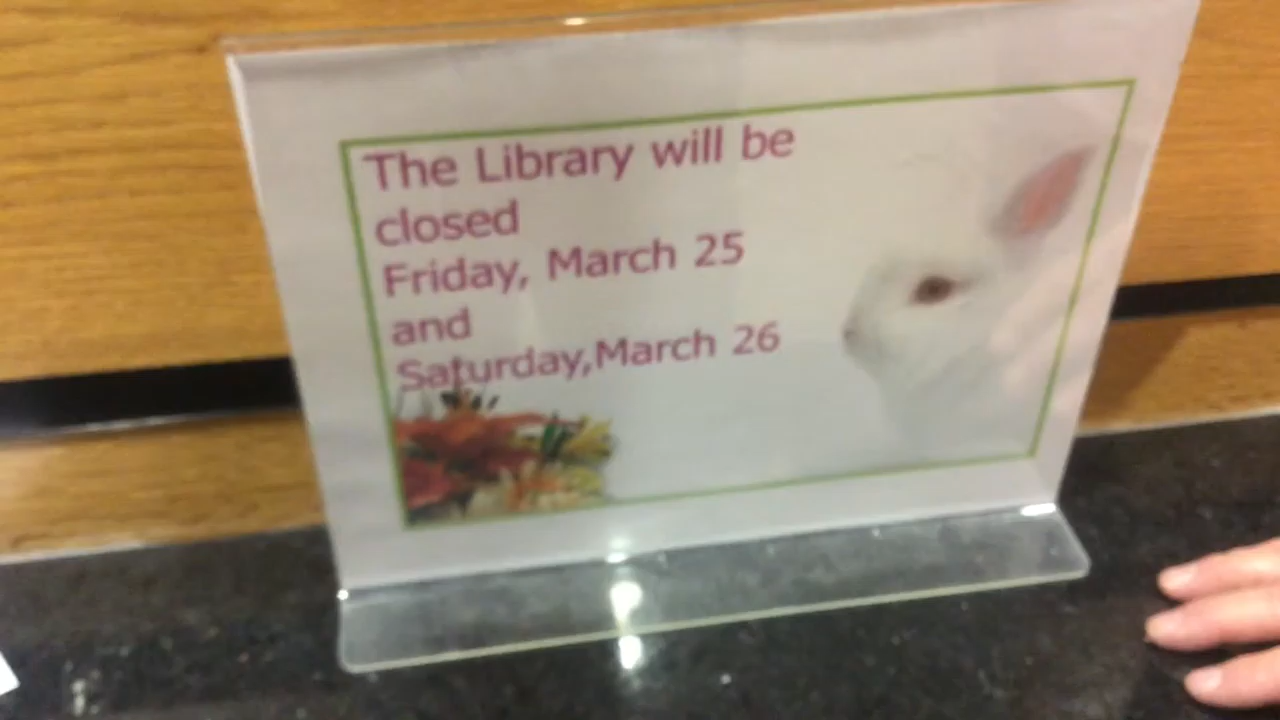 The Library will be
closed
Friday, March 25
and
Saturday,March 26